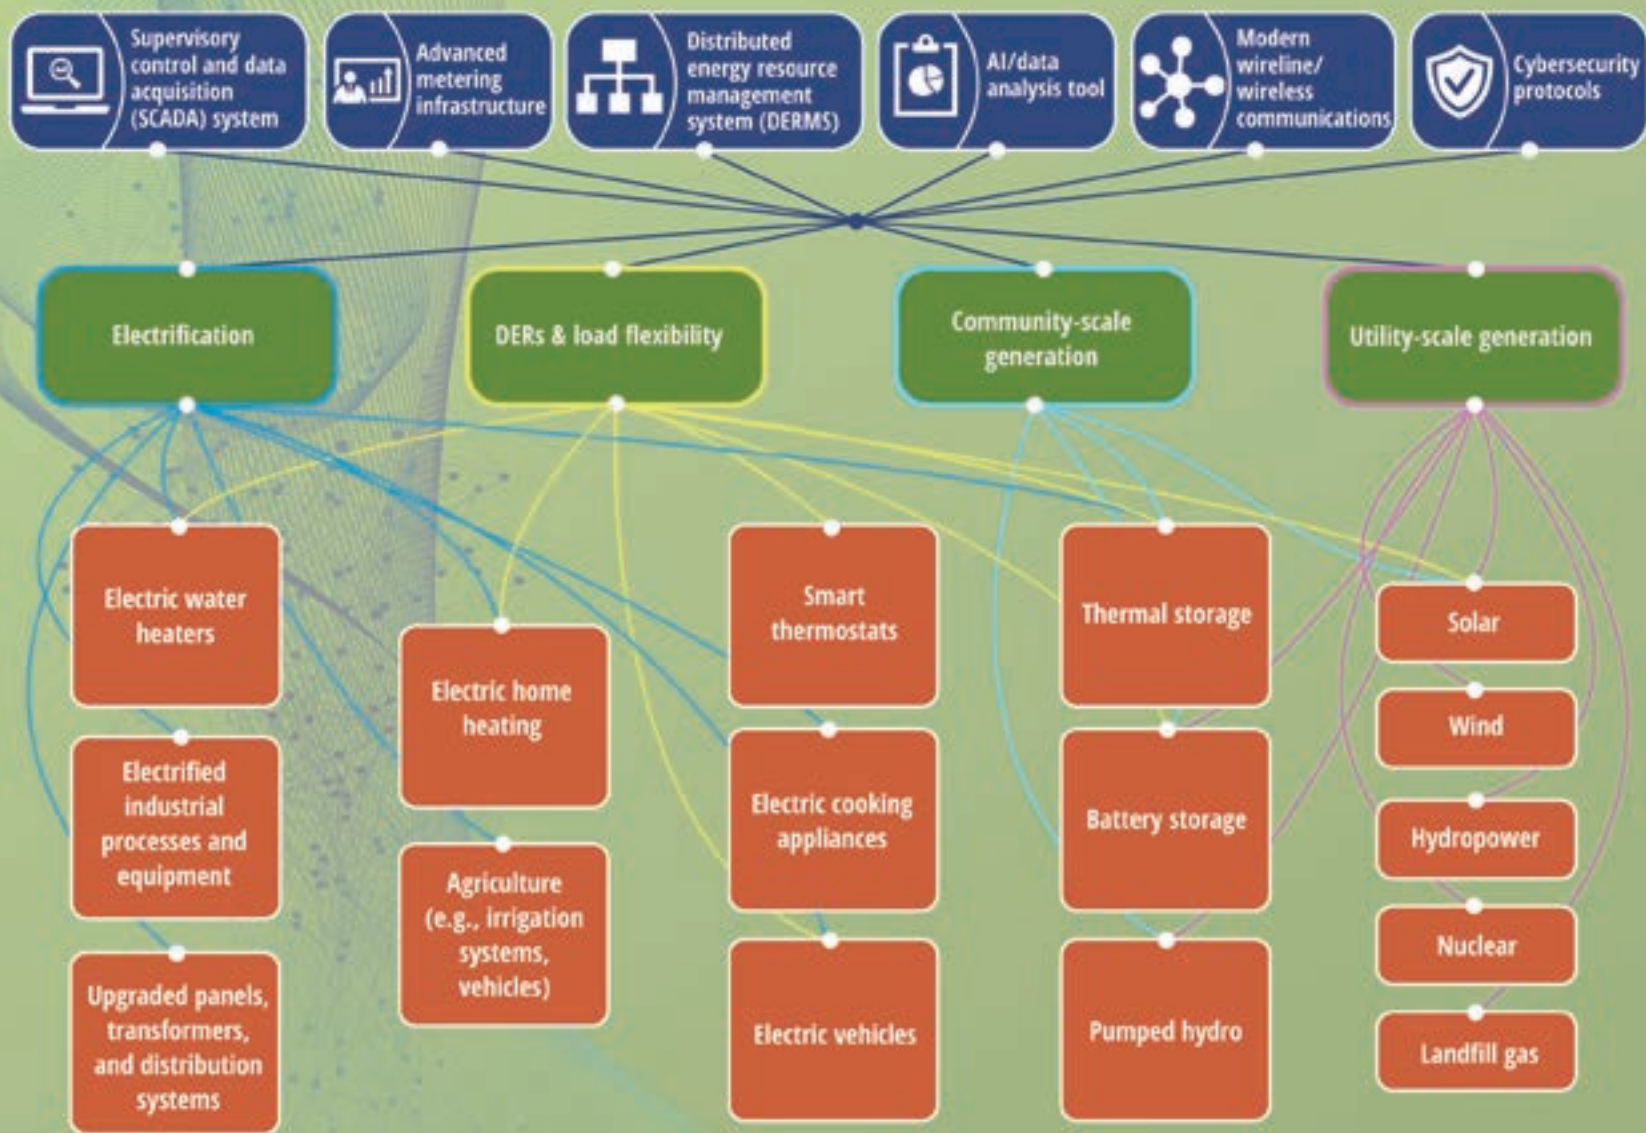 Supervisory
control and data
acquisition
(SCADA) system
Advanced
metering
infrastructure
Distributed
energy resource
management
system (DERMS)
AI/data
analysis tool
Modern
wireline/
wireless
communications
Cybersecurity
protocols
Electrification
DERs & load flexibility
Community-scale
generation
Utility-scale generation
Electric water
heaters
Electrified
industrial
processes and
equipment
Upgraded panels,
transformers,
and distribution
systems
Electric home
heating
Agriculture
(e.g., irrigation
systems,
vehicles)
Smart
thermostats
Electric cooking
appliances
Electric vehicles
Thermal storage
Battery storage
Pumped hydro
Solar
Wind
Hydropower
Nuclear
Landfill gas